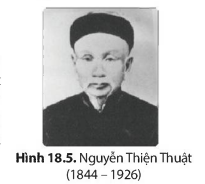 Hình 18.5. Nguyễn Thiện Thuật
(1844 – 1926)